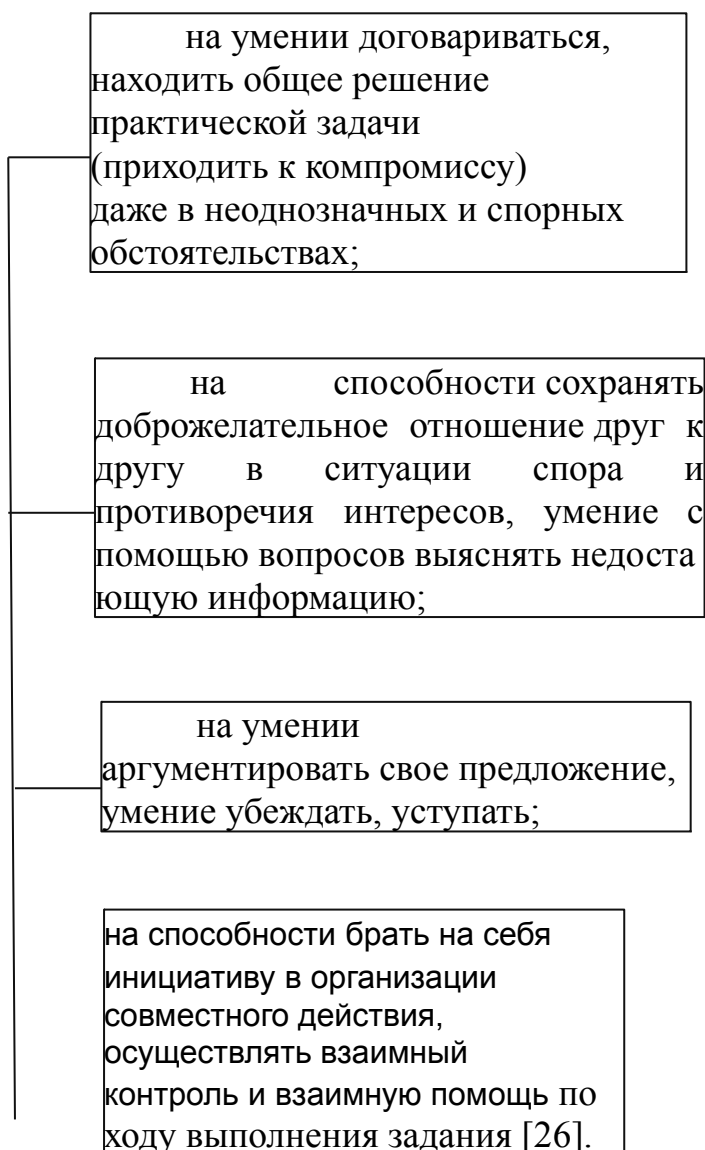 на умении договариваться,
находить общее решение
практической задачи
(приходить к компромиссу)
даже в неоднозначных и спорных
обстоятельствах;
на способности сохранять
доброжелательное отношение друг к
другу в ситуации спора и
противоречия интересов, умение с
помощью вопросов выяснять недоста
ющую информацию;
на умении
аргументировать свое предложение,
умение убеждать, уступать;
на способности брать на себя
инициативу в организации
совместного действия,
осуществлять взаимный
контроль и взаимную помощь по
ходу выполнения задания [26].